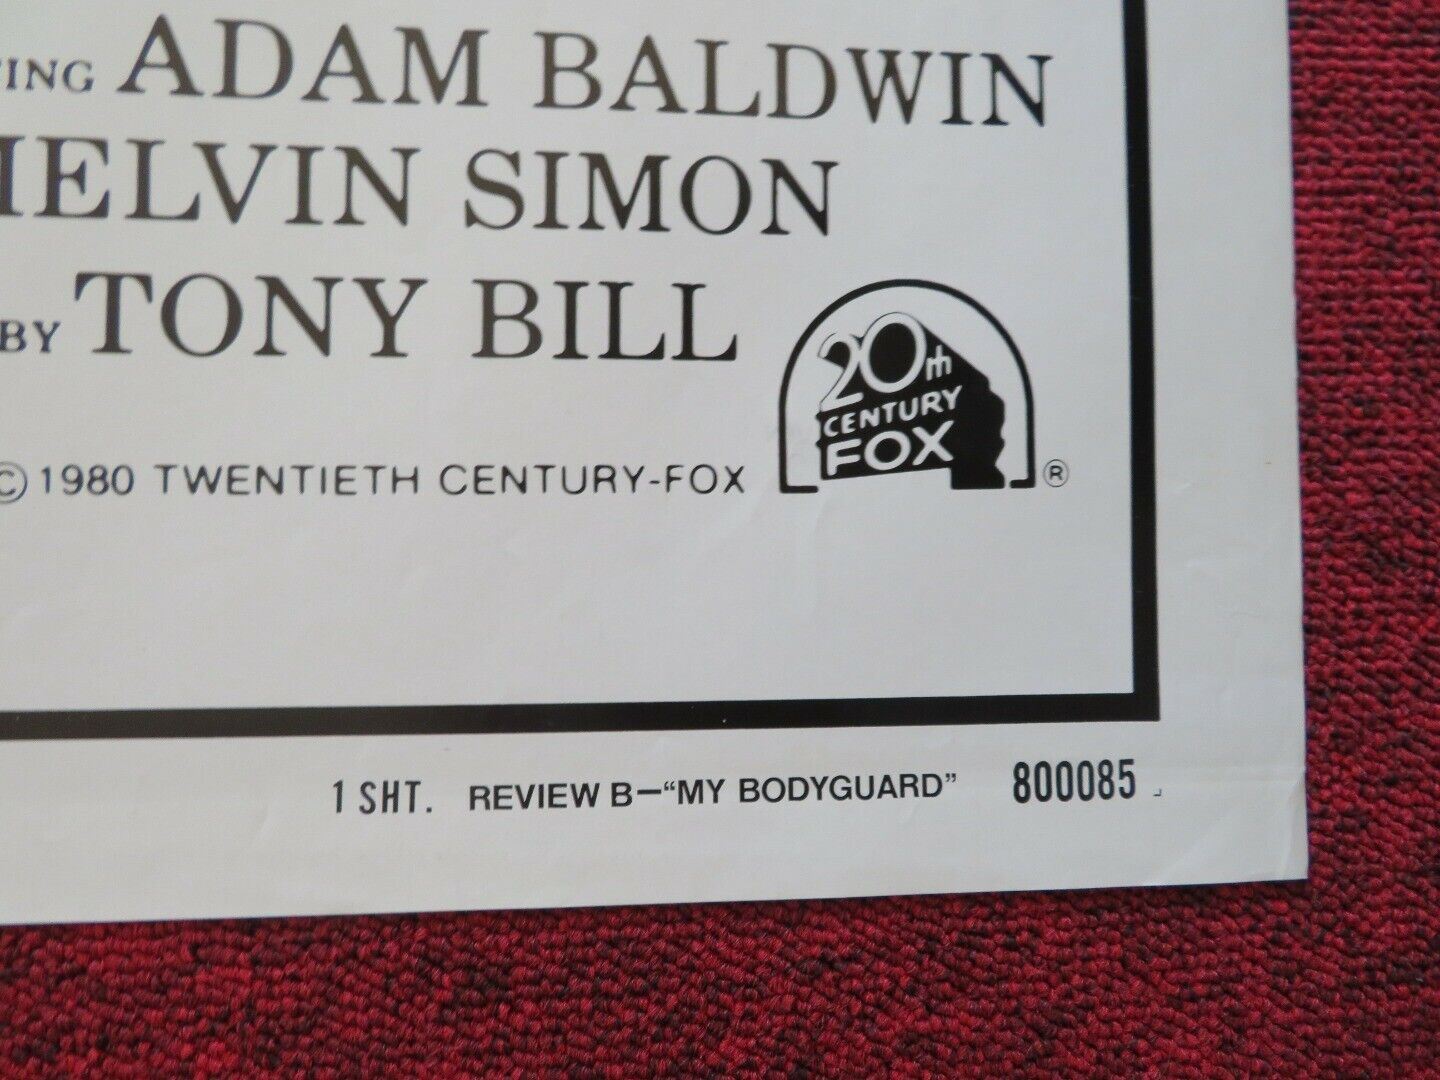 ADAM BALDWIN
SIMON
BY TONY BILL
© 1980 TWENTIETH CENTURY-FOX
20th
CENTURY
FOX
®
1 SHT. REVIEW B—“MY BODYGUARD” 800085